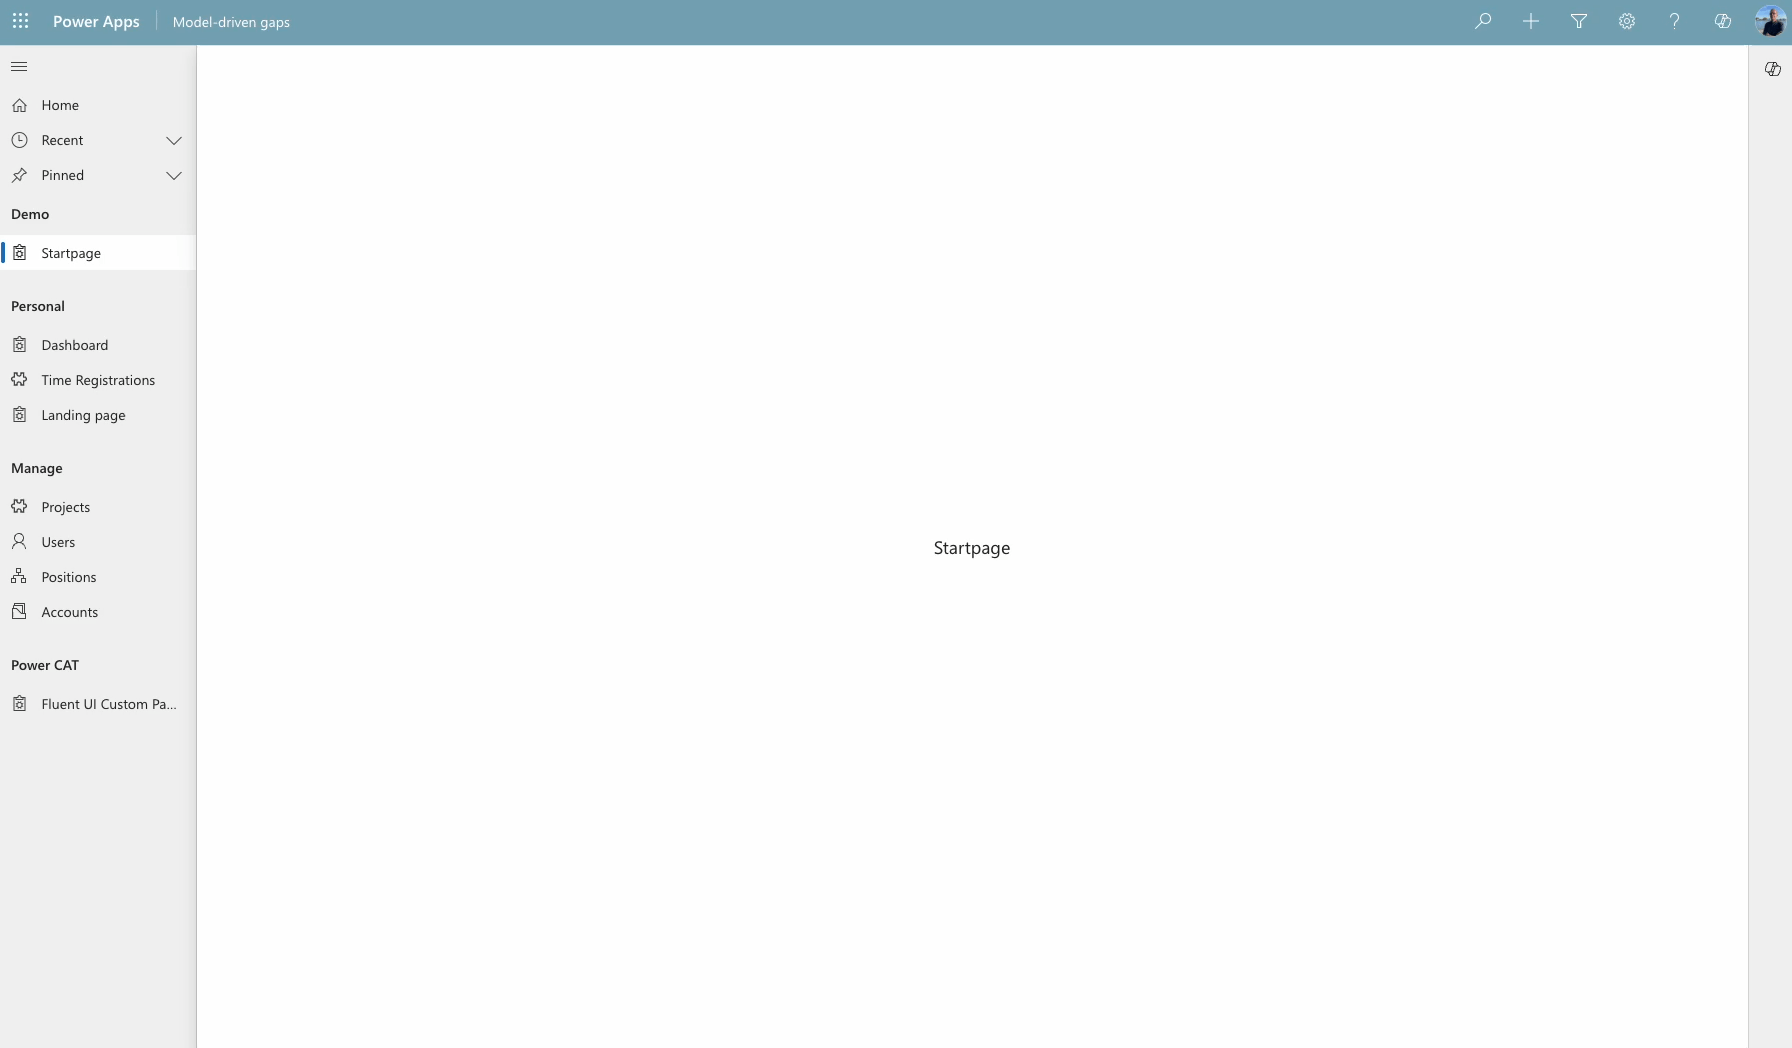 Power Apps
Model-driven gaps
Home
Recent
Pinned
Demo
Startpage
Personal
Dashboard
Time Registrations
Landing page
Manage
Projects
Users
Positions
Accounts
Power CAT
Fluent UI Custom Pa...
Startpage